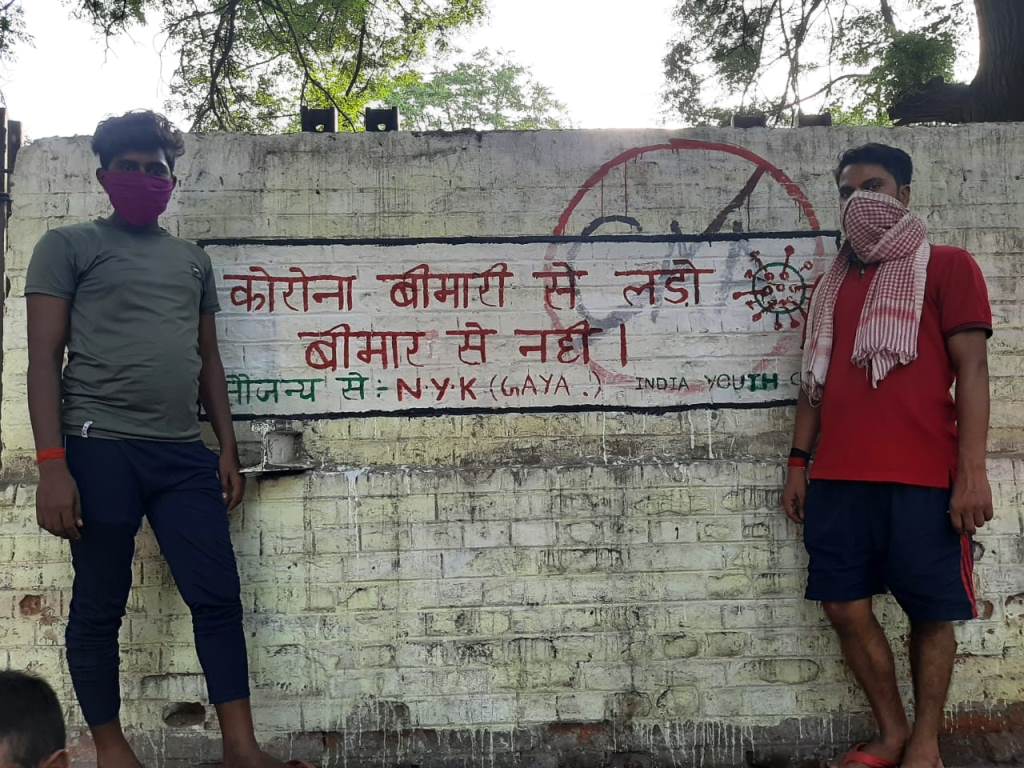 कोरोना बीमारी से लडो
बीमार से नहीं।
सौजन्य से :- N.Y.K (GAYA.) INDIA YOUTH